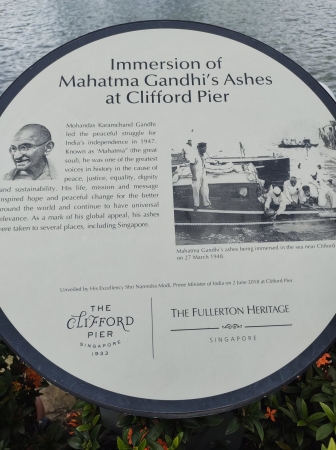 Immersion of
Mahatma Gandhi's Ashes
at Clifford Pier
Mohandas Karamchand Gandhi
led the peaceful struggle for
India's independence in 1947.
Known as 'Mahatma' (the great
soul), he was one of the greatest
voices in history in the cause of
peace, justice, equality, dignity
and sustainability. His life, mission and message
inspired hope and peaceful change for the better
around the world and continue to have universal
relevance. As a mark of his global appeal, his ashes
were taken to several places, including Singapore.
Mahatma Gandhi's ashes being immersed in the sea near Clifford
on 27 March 1948.
Unveiled by His Excellency Shri Narendra Modi, Prime Minister of India on 2 June 2018 at Clifford Pier.
THE
CLIFFORD
PIER
SINGAPORE
1933
THE FULLERTON HERITAGE
SINGAPORE